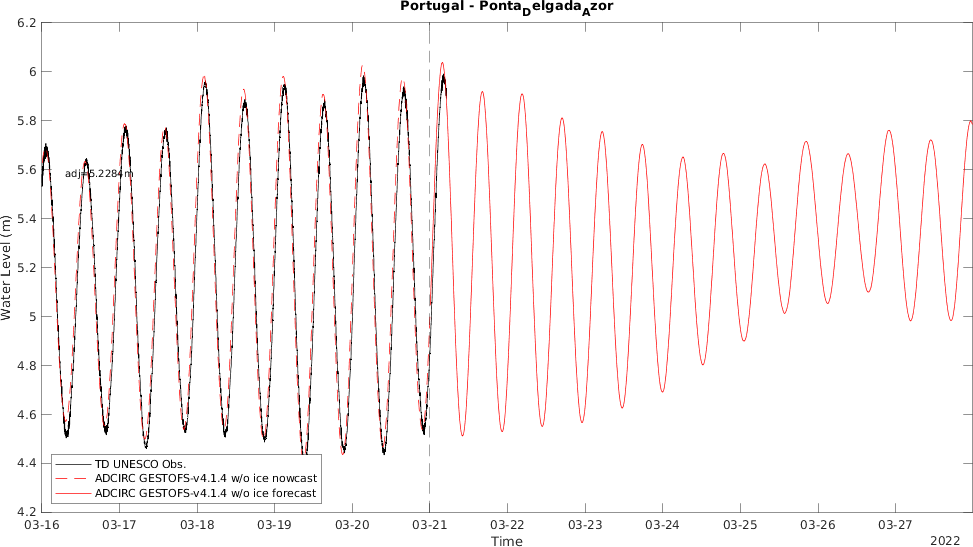 Portugal - PontaDelgadaAzor
6.2
6
5.8
5.6
5.4
5.2
5
4.8
4.6
4.4
4.2
Water Level (m)
adj=5.2284m
TD UNESCO Obs.
ADCIRC GESTOFS-v4.1.4 w/o ice nowcast
ADCIRC GESTOFS-v4.1.4 w/o ice forecast
03-16 03-17 03-18 03-19 03-20 03-21 03-22 03-23 03-24 03-25 03-26 03-27
Time
2022